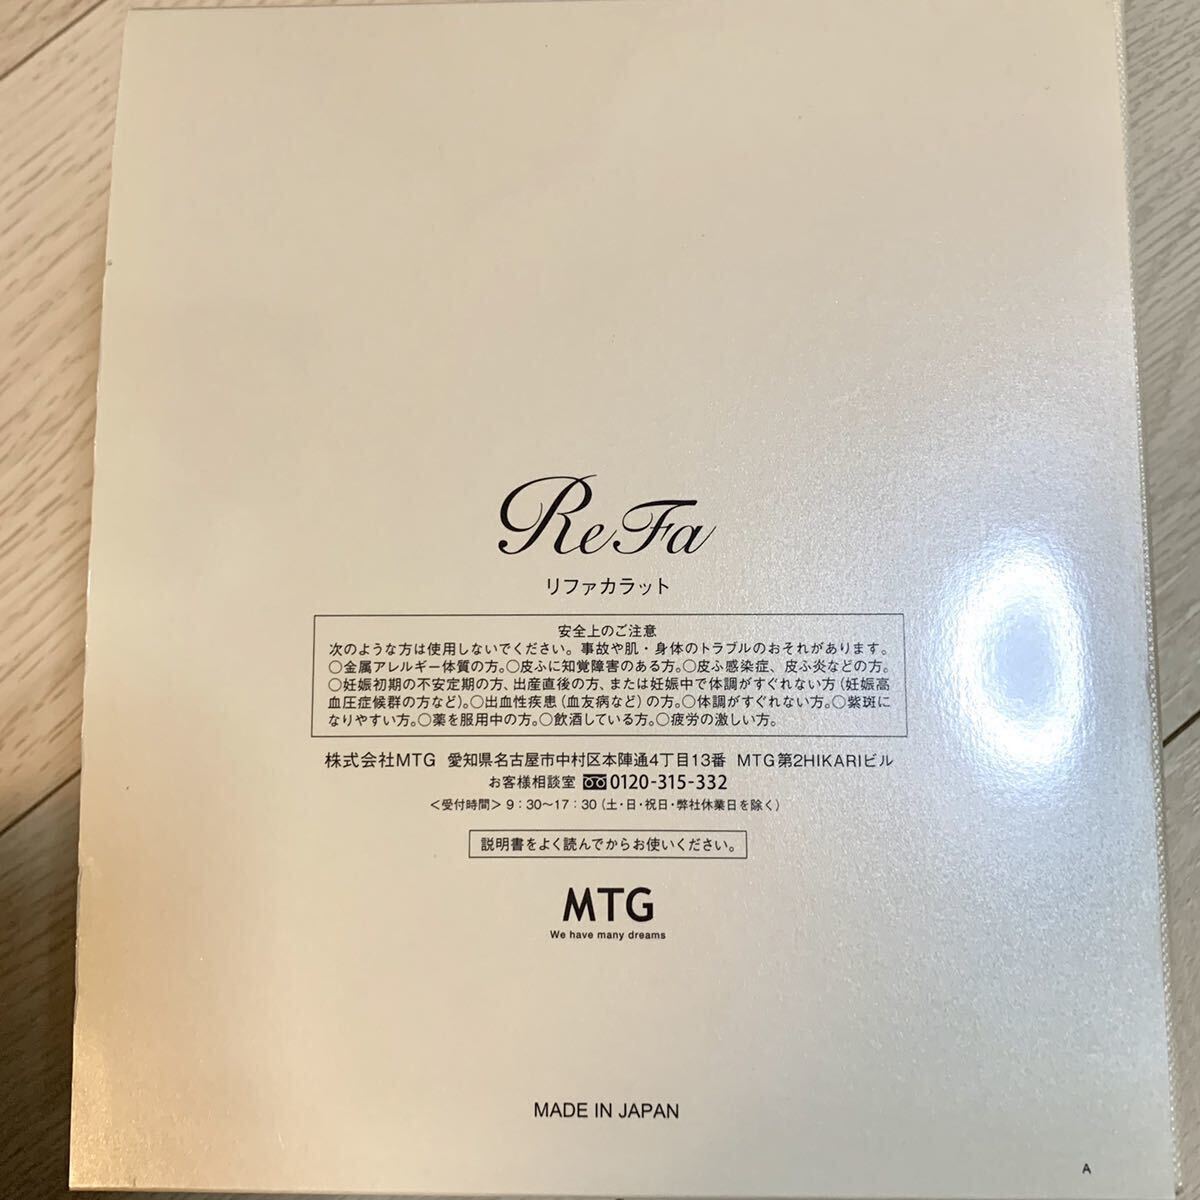 ReFa
リファカラット
安全上のご注意
次のような方は使用しないでください。事故や肌・身体のトラブルのおそれがあります。
○金属アレルギー体質の方。○皮ふに知覚障害のある方。○皮ふ感染症、皮ふ炎などの方。
○妊娠初期の不安定期の方、出産直後の方、または妊娠中で体調がすぐれない方（妊娠高
血圧症候群の方など）。○出血性疾患（血友病など）の方。○体調がすぐれない方。○紫斑に
なりやすい方。○薬を服用中の方。○飲酒している方。○疲労の激しい方。
株式会社MTG 愛知県名古屋市中村区本陣通4丁目13番 MTG第2HIKARIビル
お客様相談室 0120-315-332
＜受付時間＞9：30～17：30（土・日・祝日・弊社休業日を除く）
説明書をよく読んでからお使いください。
MTG
We have many dreams
MADE IN JAPAN
A